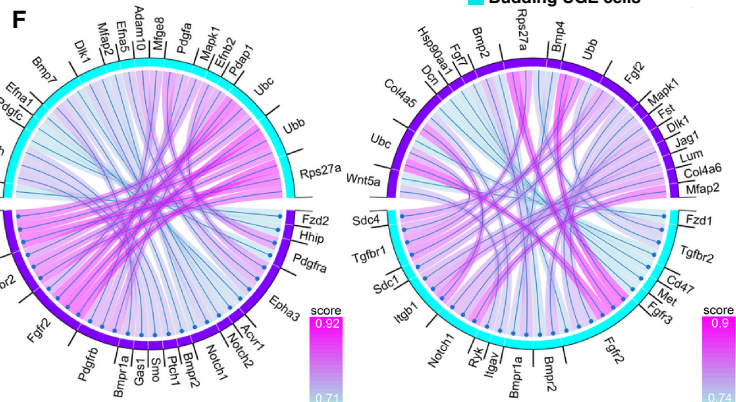 F
Budding UGE cells
Pdgfc
Efna1
Bmp7
Dlk1
Mfap2
Efna5
Adam10
Mfge8
Pdgfa
Mapk1
Efnb2
Pdap1
Ubc
Ubb
Rps27a
Fzd2
Hhip
Pdgfra
Epha3
Acvr1
Notch2
Notch1
Bmpr2
Ptch1
Smo
Gas1
Bmpr1a
Pdgfrb
Fgfr2
score
0.92
0.71
Wnt5a
Ubc
Col4a5
Dcn
Hsp90aa1
Fgf7
Bmp2
Rps27a
Bmp4
Ubb
Fgf2
Mapk1
Fst
Dlk1
Jag1
Lum
Col4a6
Mfap2
Fzd1
Tgfbr2
Cd47
Met
Fgfr3
Fgfr2
Bmpr2
Bmpr1a
Itgav
Ryk
Notch1
Itgb1
Sdc1
Tgfbr1
Sdc4
score
0.9
0.74